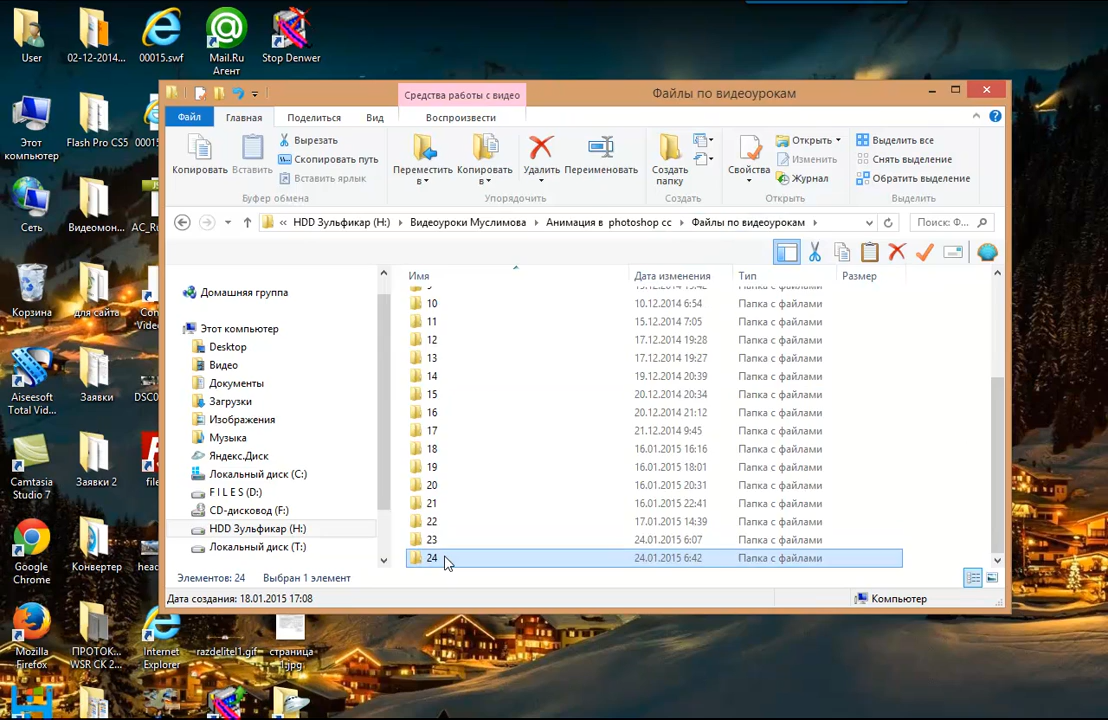 User
02-12-2014...
00015.swf
Mail.Ru
Агент
Stop Denwer
Этот
компьютер
Flash Pro CS5
Сеть
Видеомон...
AC_Ru
Корзина
для сайта
Con
Vide
Aiseesoft
Total Vid...
Заявки
DSC0
Camtasia
Studio 7
Заявки 2
file
Google
Chrome
Конвертер
head
Mozilla
Firefox
ПРОТОК...
WSR СК 2...
Internet
Explorer
razdelitel1.gif
страница
1.jpg
Средства работы с видео
Файлы по видеоурокам
Файл
Главная
Поделиться
Вид
Воспроизвести
Копировать
Вставить
Вырезать
Скопировать путь
Вставить ярлык
Буфер обмена
Переместить
в
Копировать
в
Удалить
Переименовать
Упорядочить
Создать
папку
Создать
Свойства
Открыть
Изменить
Журнал
Открыть
Выделить все
Снять выделение
Обратить выделение
Выделить
« HDD Зульфикар (H:) Видеоуроки Муслимова Анимация в photoshop cc Файлы по видеоурокам
Поиск: Ф...
Домашняя группа
Этот компьютер
Desktop
Видео
Документы
Загрузки
Изображения
Музыка
Яндекс.Диск
Локальный диск (C:)
F I L E S (D:)
CD-дисковод (F:)
HDD Зульфикар (H:)
Локальный диск (T:)
Имя Дата изменения Тип Размер
10 10.12.2014 6:54 Папка с файлами
11 15.12.2014 7:05 Папка с файлами
12 17.12.2014 19:28 Папка с файлами
13 17.12.2014 19:27 Папка с файлами
14 19.12.2014 20:39 Папка с файлами
15 20.12.2014 20:34 Папка с файлами
16 20.12.2014 21:12 Папка с файлами
17 21.12.2014 9:45 Папка с файлами
18 16.01.2015 16:16 Папка с файлами
19 16.01.2015 18:01 Папка с файлами
20 16.01.2015 20:31 Папка с файлами
21 16.01.2015 22:41 Папка с файлами
22 17.01.2015 14:39 Папка с файлами
23 24.01.2015 6:07 Папка с файлами
24 24.01.2015 6:42 Папка с файлами
Элементов: 24 Выбран 1 элемент
Дата создания: 18.01.2015 17:08
Компьютер